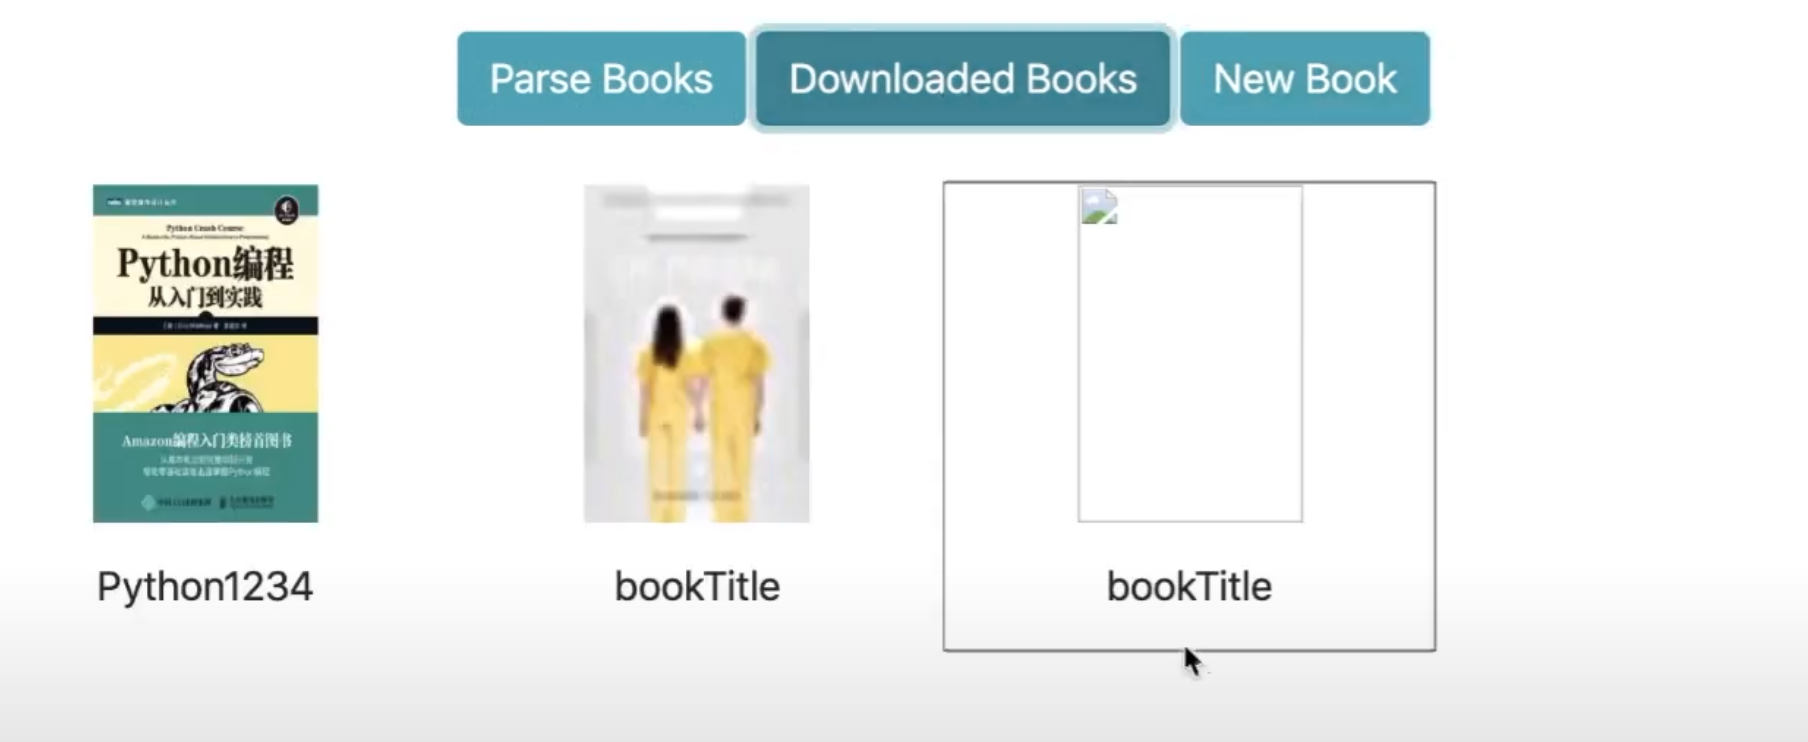 Parse Books
Downloaded Books
New Book
Python Crash Course
Python编程
从入门到实践
Amazon编程入门类榜首图书
Python1234
bookTitle
bookTitle